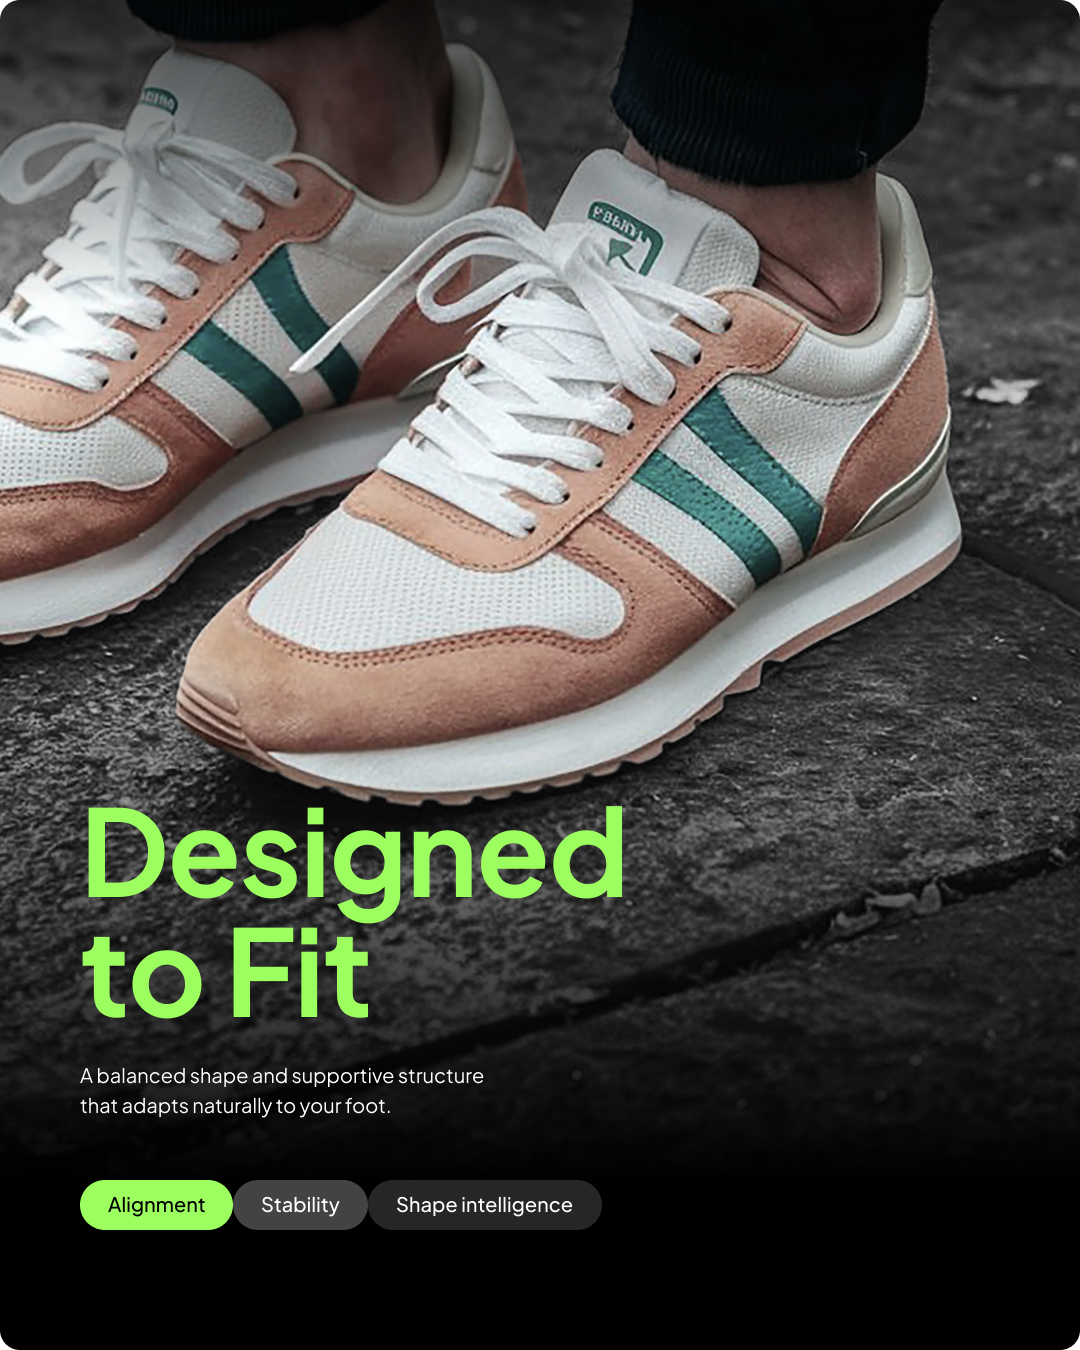 Designed
to Fit
A balanced shape and supportive structure
that adapts naturally to your foot.
Alignment
Stability
Shape intelligence